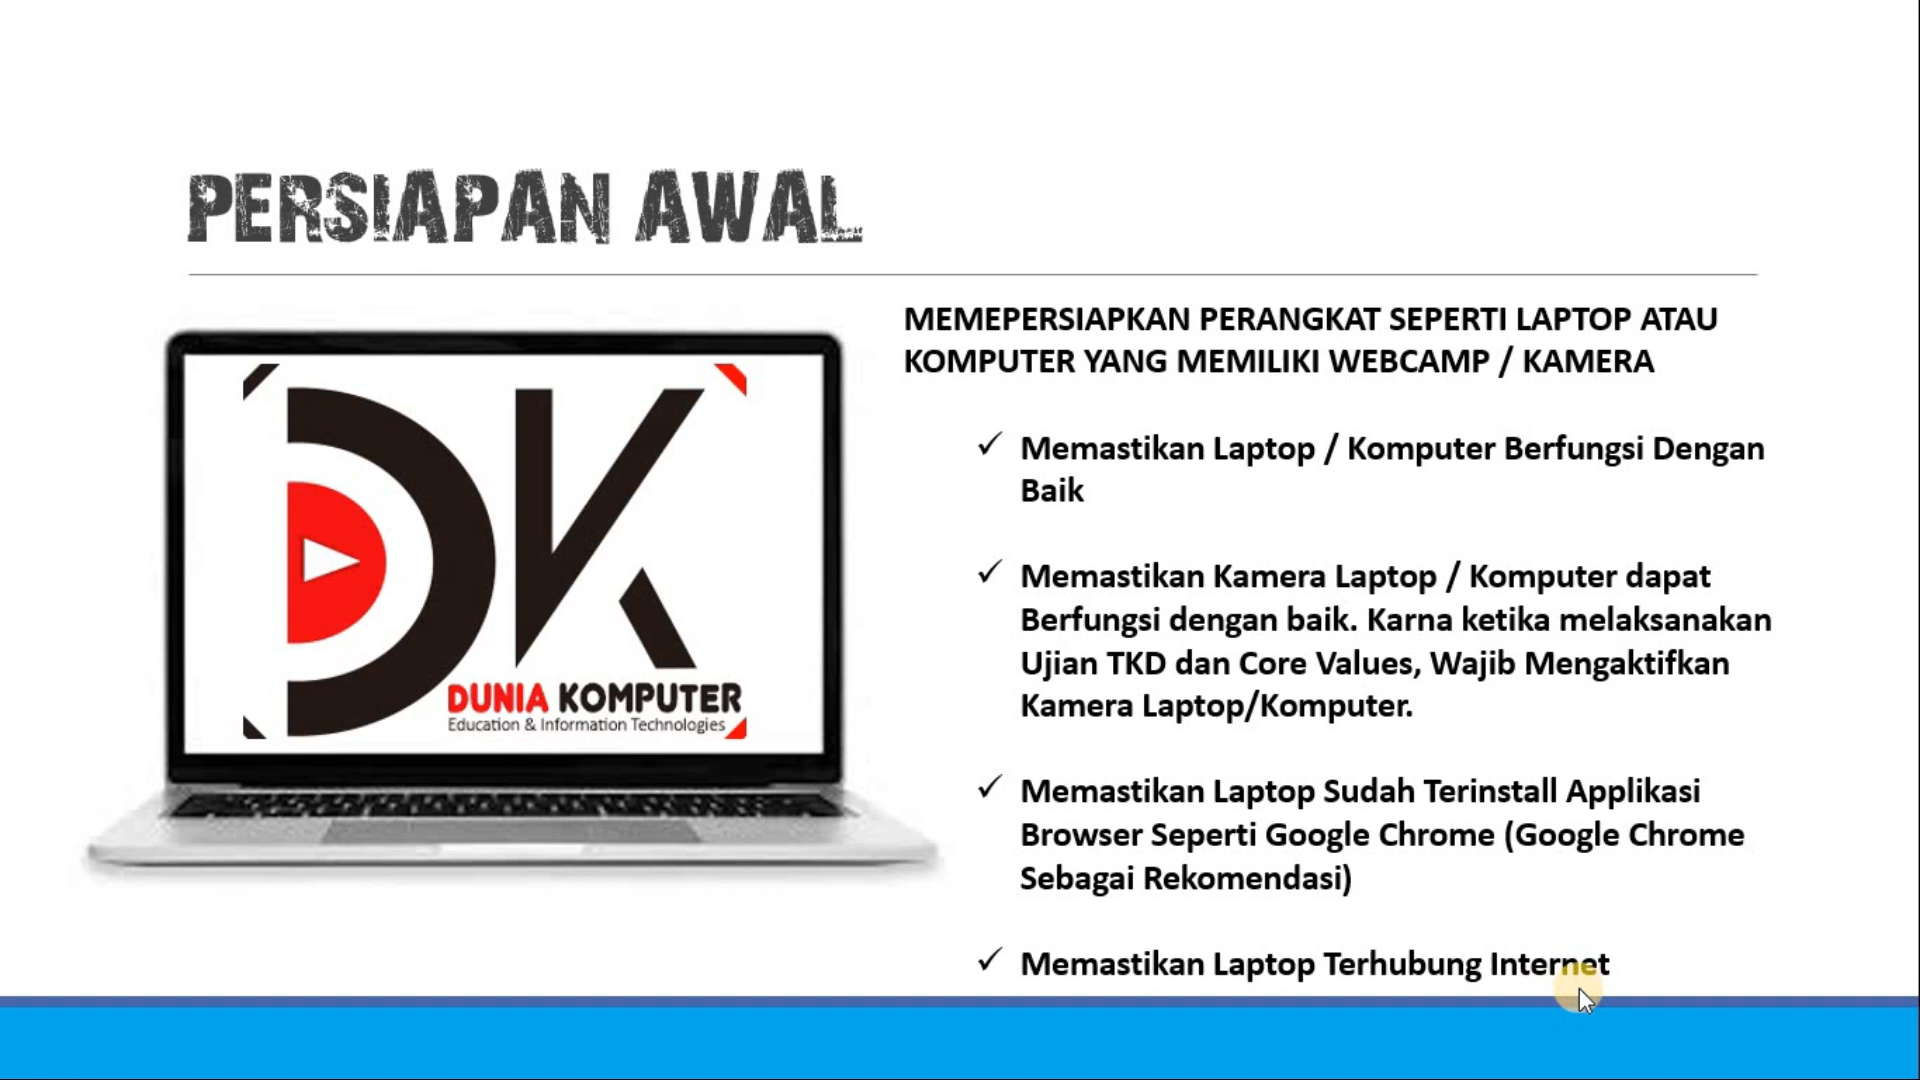 PERSIAPAN AWAL
MEMEPERSIAPKAN PERANGKAT SEPERTI LAPTOP ATAU
KOMPUTER YANG MEMILIKI WEBCAMP / KAMERA
✓ Memastikan Laptop / Komputer Berfungsi Dengan
Baik
✓ Memastikan Kamera Laptop / Komputer dapat
Berfungsi dengan baik. Karna ketika melaksanakan
Ujian TKD dan Core Values, Wajib Mengaktifkan
Kamera Laptop/Komputer.
✓ Memastikan Laptop Sudah Terinstall Applikasi
Browser Seperti Google Chrome (Google Chrome
Sebagai Rekomendasi)
✓ Memastikan Laptop Terhubung Internet
DK
DUNIA KOMPUTER
Education & Information Technologies